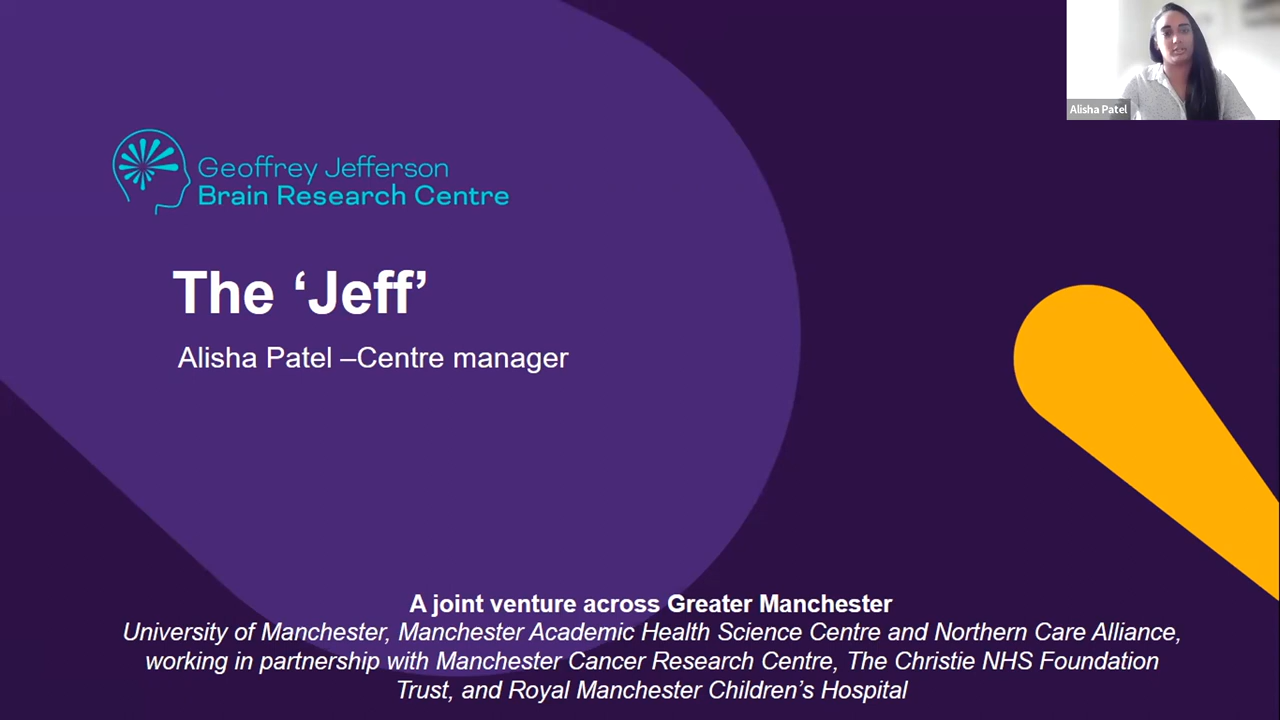 Alisha Patel
Geoffrey Jefferson
Brain Research Centre
The ‘Jeff’
Alisha Patel –Centre manager
A joint venture across Greater Manchester
University of Manchester, Manchester Academic Health Science Centre and Northern Care Alliance,
working in partnership with Manchester Cancer Research Centre, The Christie NHS Foundation
Trust, and Royal Manchester Children’s Hospital